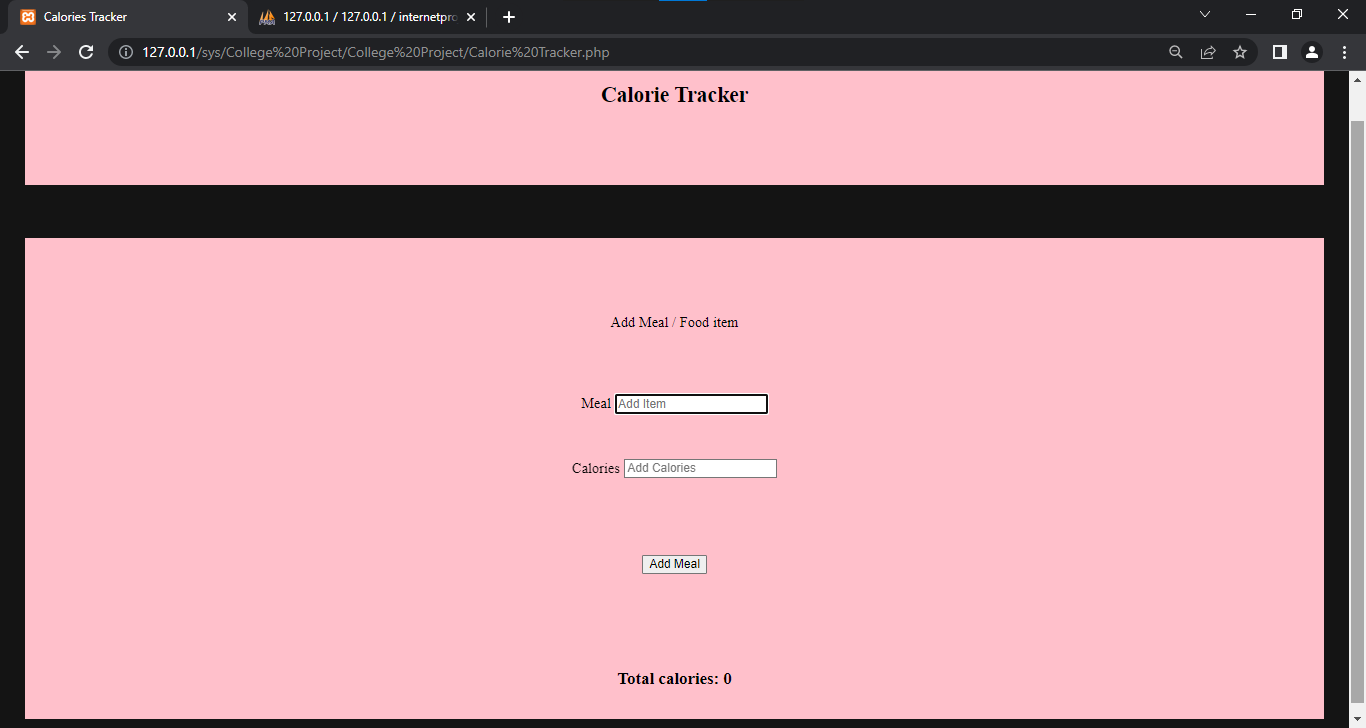 Calories Tracker
127.0.0.1 / 127.0.0.1 / internetpro
127.0.0.1/sys/College%20Project/College%20Project/Calorie%20Tracker.php
Calorie Tracker
Add Meal / Food item
Meal Add Item
Calories Add Calories
Add Meal
Total calories: 0